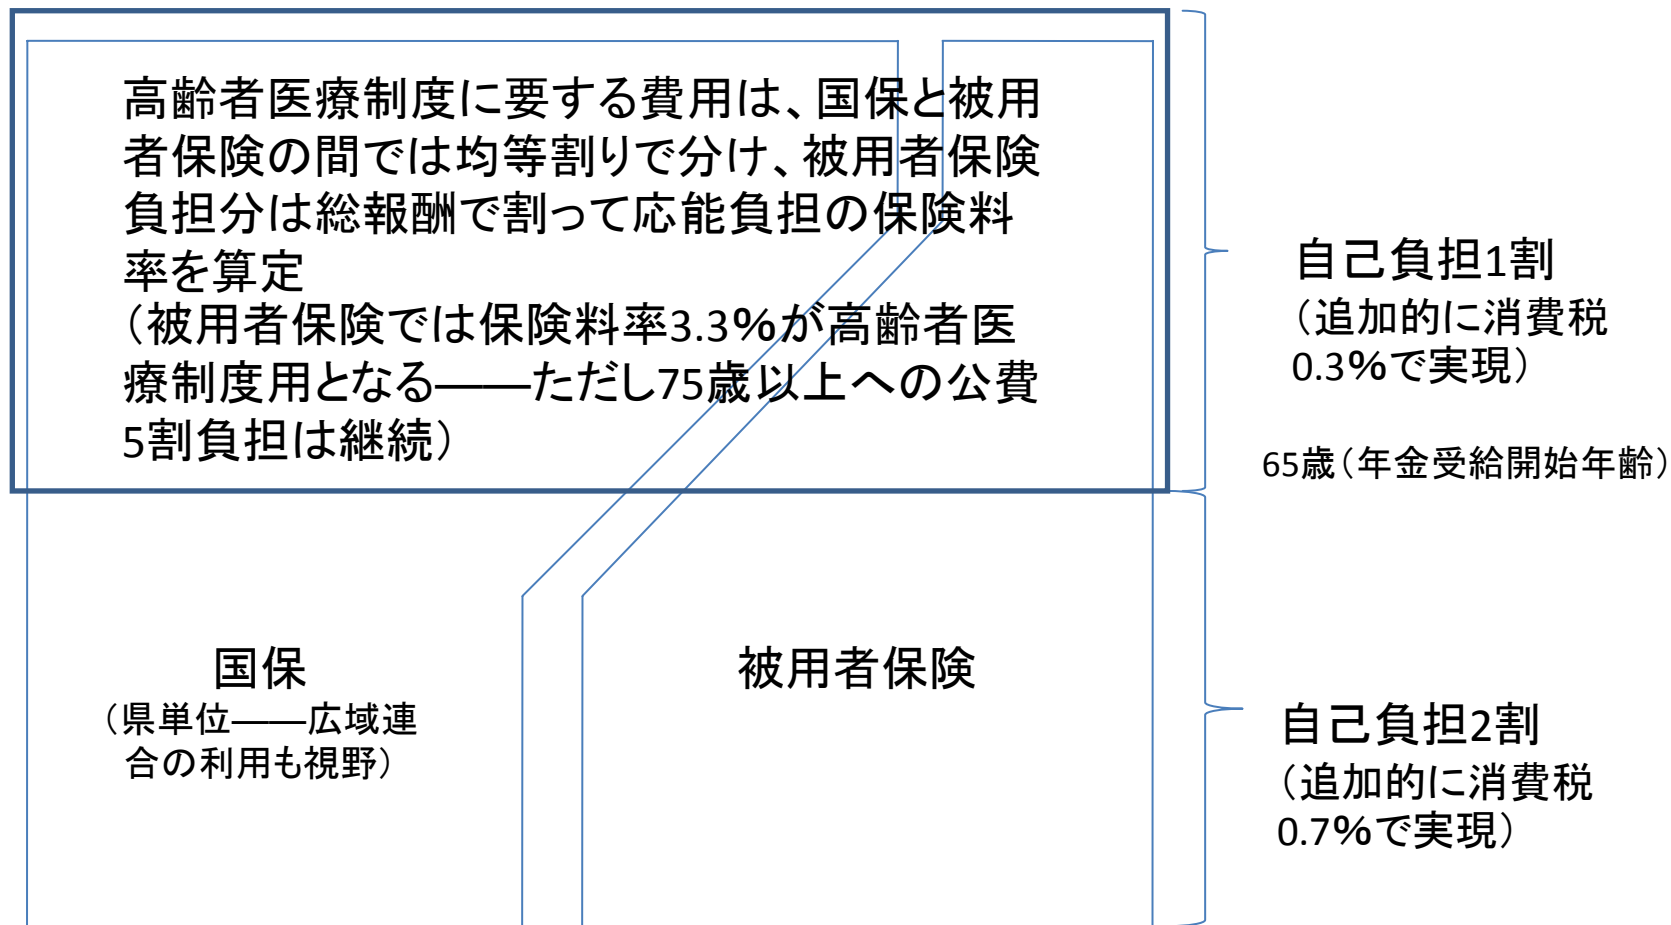 高齢者医療制度に要する費用は、国保と被用
者保険の間では均等割りで分け、被用者保険
負担分は総報酬で割って応能負担の保険料
率を算定
（被用者保険では保険料率3.3％が高齢者医
療制度用となる――ただし75歳以上への公費
5割負担は継続）
自己負担1割
（追加的に消費税
0.3％で実現）
65歳（年金受給開始年齢）
国保
（県単位――広域連
合の利用も視野）
被用者保険
自己負担2割
（追加的に消費税
0.7％で実現）